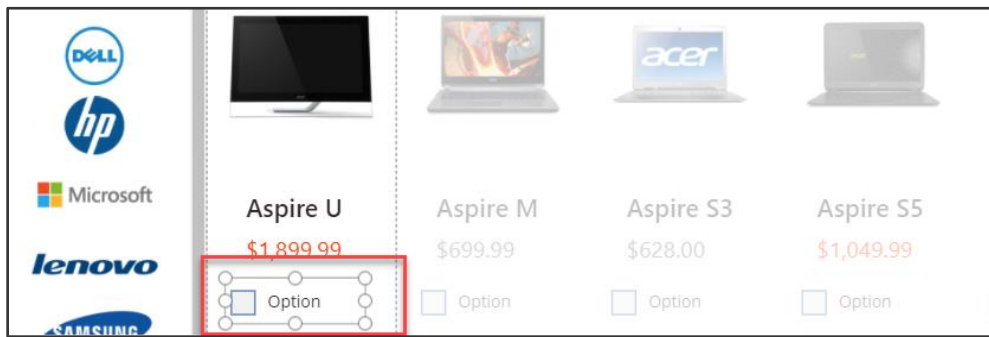 DELL
hp
Microsoft
lenovo
SAMSUNG
acer
Aspire U
Aspire M
Aspire S3
Aspire S5
$1,899.99
$699.99
$628.00
$1,049.99
Option
Option
Option
Option